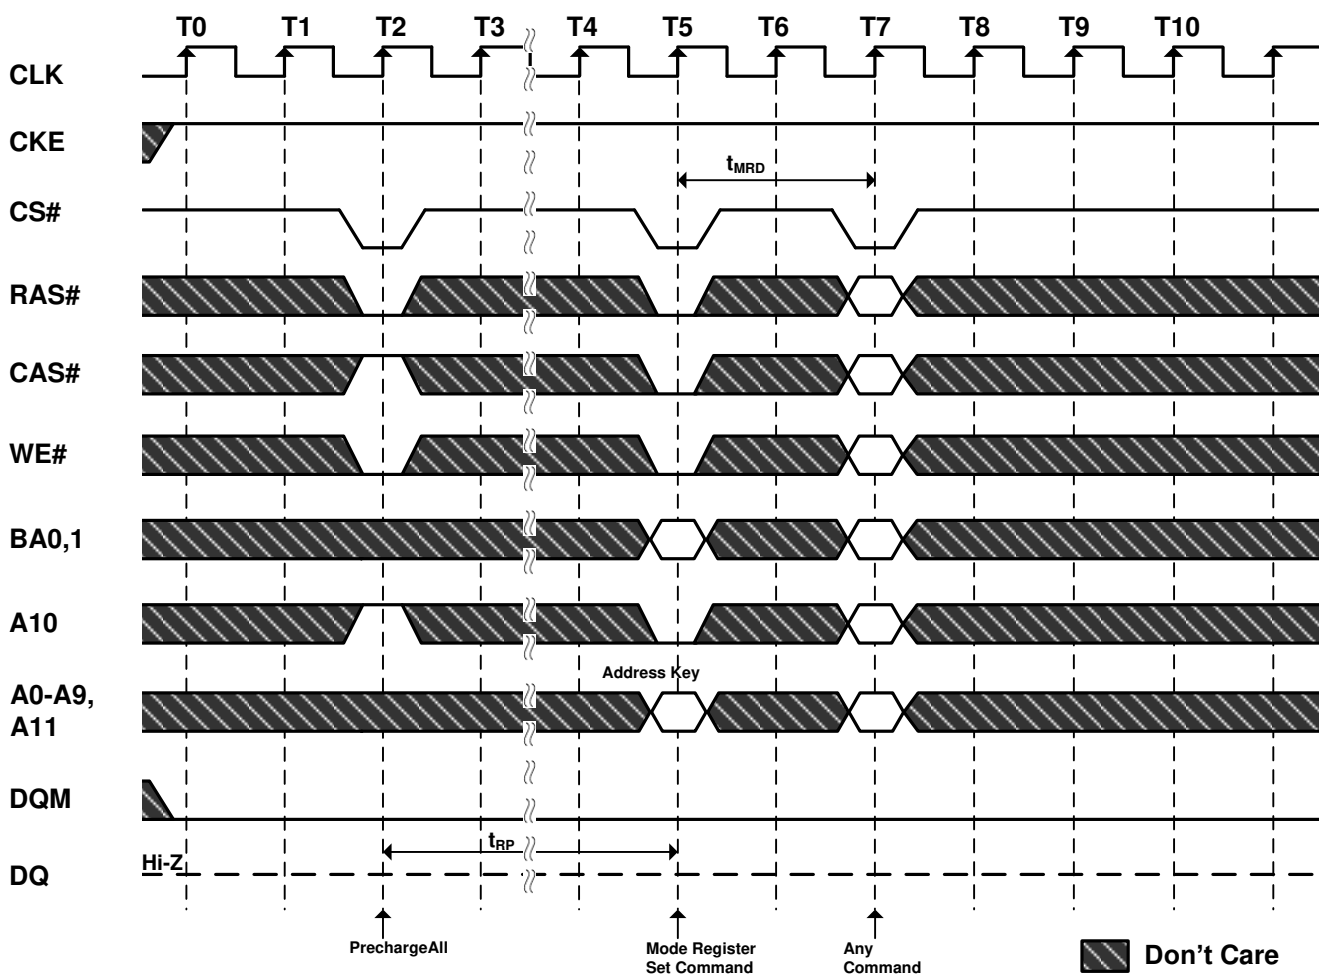 T0 T1 T2 T3 T4 T5 T6 T7 T8 T9 T10
CLK
CKE
tMRD
CS#
RAS#
CAS#
WE#
BA0,1
A10
Address Key
A0-A9,
A11
DQM
tRP
Hi-Z
DQ
PrechargeAll
Mode Register
Set Command
Any
Command
Don't Care